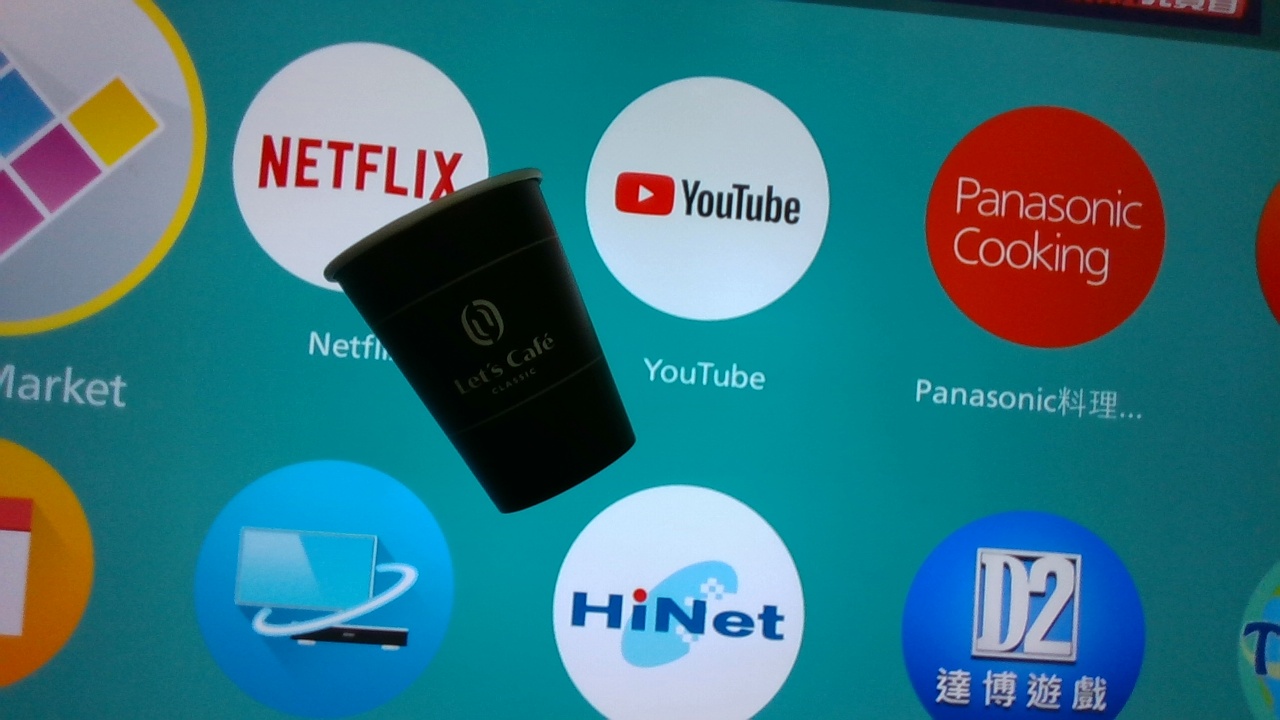 NETFLIX
YouTube
Panasonic
Cooking
Let's Café
CLASSIC
Market
Netfli
YouTube
Panasonic料理...
HiNet
D2
達博遊戲